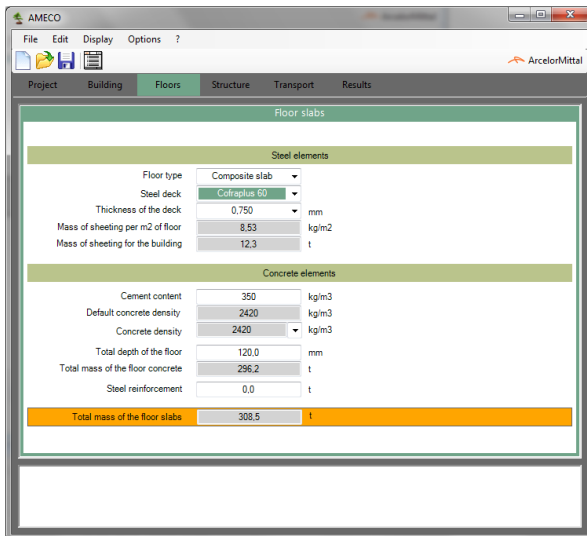 AMECO
File Edit Display Options ?
ArcelorMittal
Project Building Floors Structure Transport Results
Floor slabs
Steel elements
Floor type Composite slab
Steel deck Cofraplus 60
Thickness of the deck 0,750 mm
Mass of sheeting per m2 of floor 8,53 kg/m2
Mass of sheeting for the building 12,3 t
Concrete elements
Cement content 350 kg/m3
Default concrete density 2420 kg/m3
Concrete density 2420 kg/m3
Total depth of the floor 120,0 mm
Total mass of the floor concrete 296,2 t
Steel reinforcement 0,0 t
Total mass of the floor slabs 308,5 t